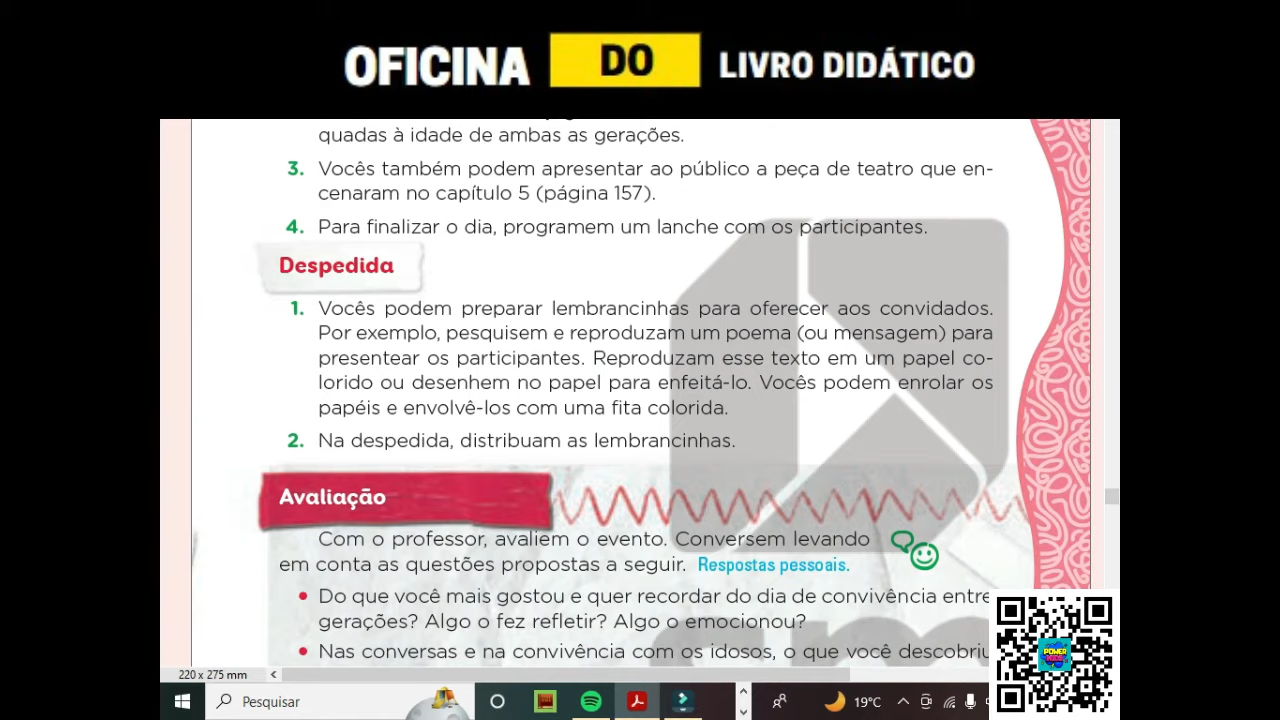 OFICINA DO LIVRO DIDÁTICO
quadas à idade de ambas as gerações.
3. Vocês também podem apresentar ao público a peça de teatro que en-
cenaram no capítulo 5 (página 157).
4. Para finalizar o dia, programem um lanche com os participantes.
Despedida
1. Vocês podem preparar lembrancinhas para oferecer aos convidados.
Por exemplo, pesquisem e reproduzam um poema (ou mensagem) para
presentear os participantes. Reproduzam esse texto em um papel co-
lorido ou desenhem no papel para enfeitá-lo. Vocês podem enrolar os
papéis e envolvê-los com uma fita colorida.
2. Na despedida, distribuam as lembrancinhas.
Avaliação
Com o professor, avaliem o evento. Conversem levando
em conta as questões propostas a seguir. Respostas pessoais.
• Do que você mais gostou e quer recordar do dia de convivência entre
gerações? Algo o fez refletir? Algo o emocionou?
• Nas conversas e na convivência com os idosos, o que você descobriu
220 x 275 mm
Pesquisar
19°C
POWER
KIDS